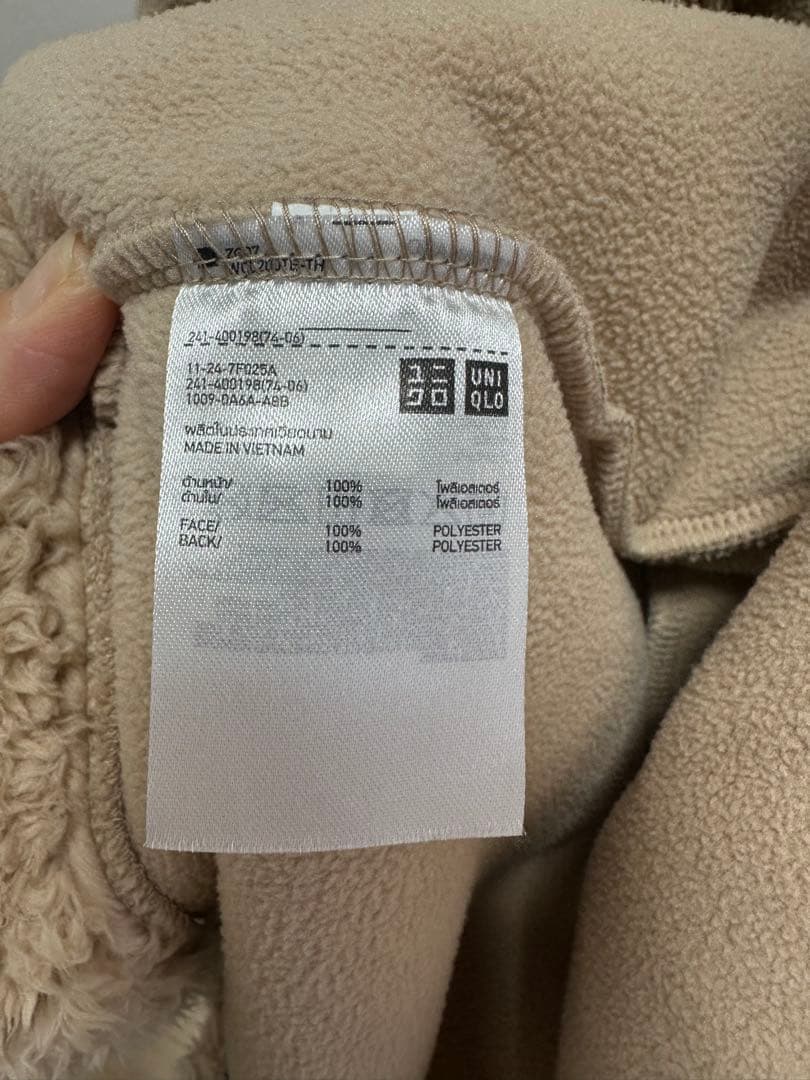 241-400198(74-06)
11-24-7F025A
241-400198(74-06)
1009-0A6A-A8B
ユニ
クロ
UNI
QLO
ผลิตในประเทศเวียดนาม
MADE IN VIETNAM
ด้านหน้า/ 100% โพลีเอสเตอร์
ด้านใน/ 100% โพลีเอสเตอร์
FACE/ 100% POLYESTER
BACK/ 100% POLYESTER